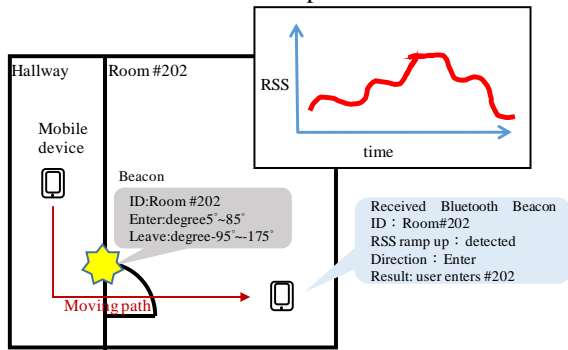 RSS
time
Hallway
Room #202
Mobile
device
Beacon
ID:Room #202
Enter:degree5°~85°
Leave:degree-95°~-175°
Received Bluetooth Beacon
ID：Room#202
RSS ramp up：detected
Direction：Enter
Result: user enters #202
Moving path